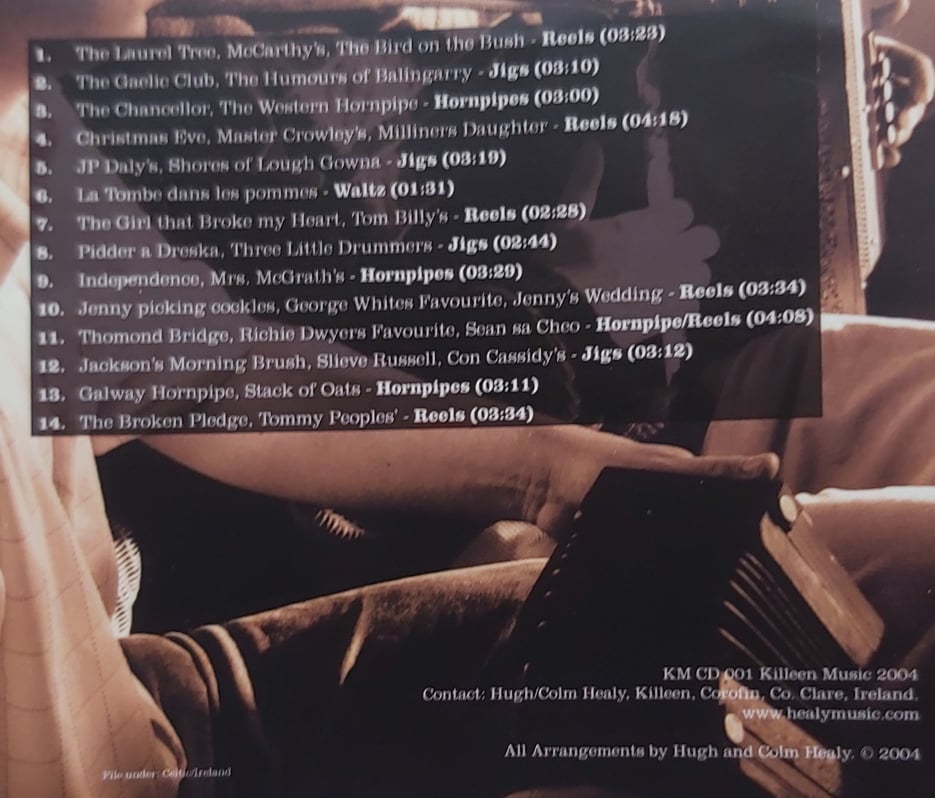 1. The Laurel Tree, McCarthy's, The Bird on the Bush - Reels (03:23)
2. The Gaelic Club, The Humours of Balingarry - Jigs (03:10)
3. The Chancellor, The Western Hornpipe - Hornpipes (03:00)
4. Christmas Eve, Master Crowley's, Milliners Daughter - Reels (04:18)
5. JP Daly's, Shores of Lough Gowna - Jigs (03:19)
6. La Tombe dans les pommes - Waltz (01:31)
7. The Girl that Broke my Heart, Tom Billy's - Reels (02:28)
8. Pidder a Dreska, Three Little Drummers - Jigs (02:44)
9. Independence, Mrs. McGrath's - Hornpipes (03:29)
10. Jenny picking cockles, George Whites Favourite, Jenny's Wedding - Reels (03:34)
11. Thomond Bridge, Richie Dwyers Favourite, Sean sa Cheo - Hornpipe/Reels (04:08)
12. Jackson's Morning Brush, Slieve Russell, Con Cassidy's - Jigs (03:12)
13. Galway Hornpipe, Stack of Oats - Hornpipes (03:11)
14. The Broken Pledge, Tommy Peoples' - Reels (03:34)
KM CD 001 Killeen Music 2004
Contact: Hugh/Colm Healy, Killeen, Corofin, Co. Clare, Ireland.
www.healymusic.com
All Arrangements by Hugh and Colm Healy. © 2004
File under: Celtic/Ireland